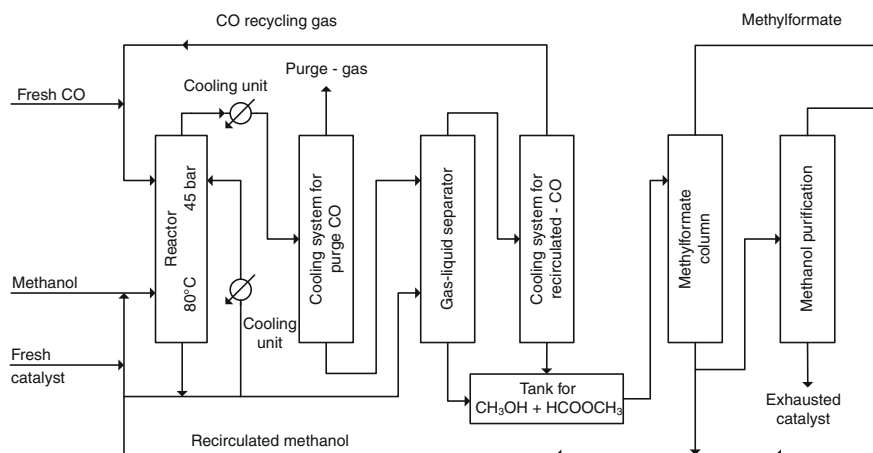 CO recycling gas
Methylformate
Purge - gas
Cooling unit
Fresh CO
Reactor
45 bar
80°C
Cooling system for
purge CO
Gas-liquid separator
Cooling system for
recirculated - CO
Methylformate
column
Methanol purification
Methanol
Cooling
unit
Fresh
catalyst
Tank for
CH₃OH + HCOOCH₃
Exhausted
catalyst
Recirculated methanol